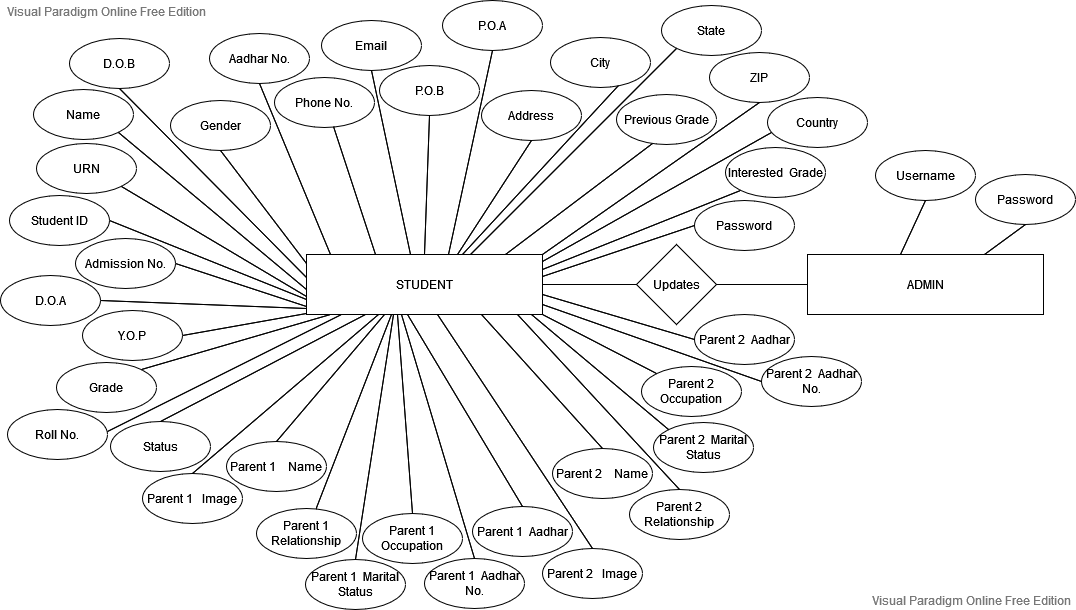 Visual Paradigm Online Free Edition
P.O.A
State
Email
D.O.B
Aadhar No.
City
ZIP
P.O.B
Phone No.
Name
Address
Previous Grade
Country
Gender
URN
Interested Grade
Username
Password
Student ID
Password
Admission No.
STUDENT
Updates
ADMIN
D.O.A
Y.O.P
Parent 2 Aadhar
Parent 2 Aadhar
No.
Grade
Parent 2
Occupation
Roll No.
Status
Parent 2 Marital
Status
Parent 1 Name
Parent 2 Name
Parent 1 Image
Parent 2
Relationship
Parent 1
Relationship
Parent 1
Occupation
Parent 1 Aadhar
Parent 2 Image
Parent 1 Marital
Status
Parent 1 Aadhar
No.
Visual Paradigm Online Free Edition